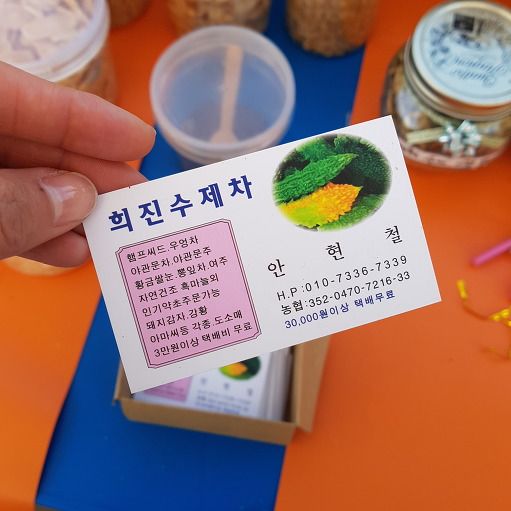 희진수제차
햄프씨드.우엉차
야관문차.야관문주
황금쌀눈.뽕잎차.여주
자연건조 흑마늘외
인기약초주문가능
돼지감자.강황
아마씨등 각종.도소매
3만원이상 택배비 무료
안 현 철
H.P:010-7336-7339
농협:352-0470-7216-33
30,000원이상 택배무료